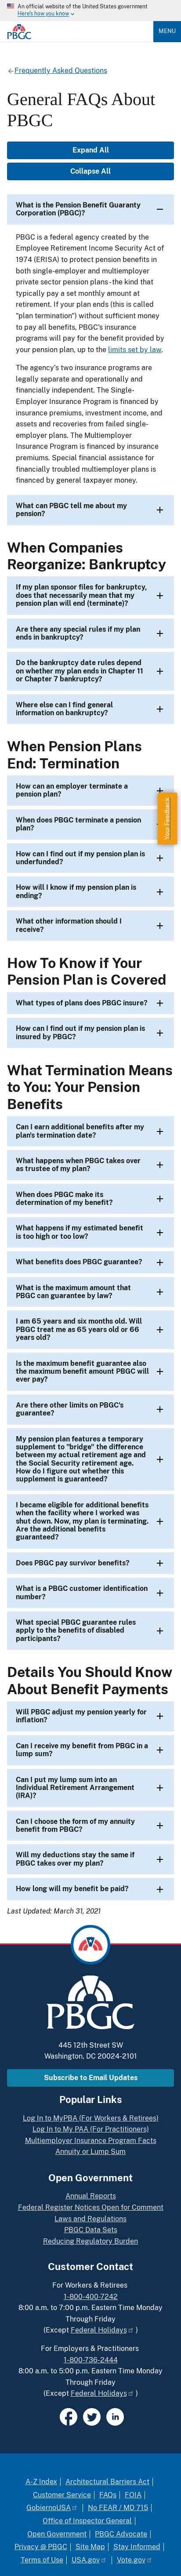 An official website of the United States government
Here's how you know
PBGC
MENU
Frequently Asked Questions
General FAQs About
PBGC
Expand All
Collapse All
What is the Pension Benefit Guaranty
Corporation (PBGC)?
PBGC is a federal agency created by the
Employee Retirement Income Security Act of
1974 (ERISA) to protect pension benefits in
private-sector defined benefit plans - the kind
that typically pay a set monthly amount at
retirement. If your plan ends (this is called
"plan termination") without sufficient money to
pay all benefits, PBGC's insurance program
will pay you the benefit provided by your
pension plan, up to the limits set by law.
The agency's two insurance programs are
legally separate and operationally and
financially independent. The Single-
Employer Insurance Program is financed by
insurance premiums, investment income, and
assets and recoveries from failed single-
employer plans. The Multiemployer
Insurance Program is financed by insurance
premiums. Special financial assistance for
certain multiemployer plans is financed by
general taxpayer monies.
What can PBGC tell me about my
pension?
When Companies
Reorganize: Bankruptcy
If my plan sponsor files for bankruptcy,
does that necessarily mean that my
pension plan will end (terminate)?
Are there any special rules if my plan
ends in bankruptcy?
Do the bankruptcy date rules depend
on whether my plan ends in Chapter 11
or Chapter 7 bankruptcy?
Where else can I find general
information on bankruptcy?
When Pension Plans
End: Termination
How can an employer terminate a
pension plan?
When does PBGC terminate a pension
plan?
Your Feedback
How can I find out if my pension plan is
underfunded?
How will I know if my pension plan is
ending?
What other information should I
receive?
How To Know if Your
Pension Plan is Covered
What types of plans does PBGC insure?
How can I find out if my pension plan is
insured by PBGC?
What Termination Means
to You: Your Pension
Benefits
Can I earn additional benefits after my
plan's termination date?
What happens when PBGC takes over
as trustee of my plan?
When does PBGC make its
determination of my benefit?
What happens if my estimated benefit
is too high or too low?
What benefits does PBGC guarantee?
What is the maximum amount that
PBGC can guarantee by law?
I am 65 years and six months old. Will
PBGC treat me as 65 years old or 66
years old?
Is the maximum benefit guarantee also
the maximum benefit amount PBGC will
ever pay?
Are there other limits on PBGC's
guarantee?
My pension plan features a temporary
supplement to "bridge" the difference
between my actual retirement age and
the Social Security retirement age.
How do I figure out whether this
supplement is guaranteed?
I became eligible for additional benefits
when the facility where I worked was
shut down. Now, my plan is terminating.
Are the additional benefits
guaranteed?
Does PBGC pay survivor benefits?
What is a PBGC customer identification
number?
What special PBGC guarantee rules
apply to the benefits of disabled
participants?
Details You Should Know
About Benefit Payments
Will PBGC adjust my pension yearly for
inflation?
Can I receive my benefit from PBGC in a
lump sum?
Can I put my lump sum into an
Individual Retirement Arrangement
(IRA)?
Can I choose the form of my annuity
benefit from PBGC?
Will my deductions stay the same if
PBGC takes over my plan?
How long will my benefit be paid?
Last Updated: March 31, 2021
PBGC
445 12th Street SW
Washington, DC 20024-2101
Subscribe to Email Updates
Popular Links
Log In to MyPBA (For Workers & Retirees)
Log In to My PAA (For Practitioners)
Multiemployer Insurance Program Facts
Annuity or Lump Sum
Open Government
Annual Reports
Federal Register Notices Open for Comment
Laws and Regulations
PBGC Data Sets
Reducing Regulatory Burden
Customer Contact
For Workers & Retirees
1-800-400-7242
8:00 a.m. to 7:00 p.m. Eastern Time Monday
Through Friday
(Except Federal Holidays )
For Employers & Practitioners
1-800-736-2444
8:00 a.m. to 5:00 p.m. Eastern Time Monday
Through Friday
(Except Federal Holidays )
A-Z Index | Architectural Barriers Act |
Customer Service | FAQs | FOIA |
GobiernoUSA | No FEAR / MD 715 |
Office of Inspector General |
Open Government | PBGC Advocate |
Privacy @ PBGC | Site Map | Stay Informed |
Terms of Use | USA.gov | Vote.gov